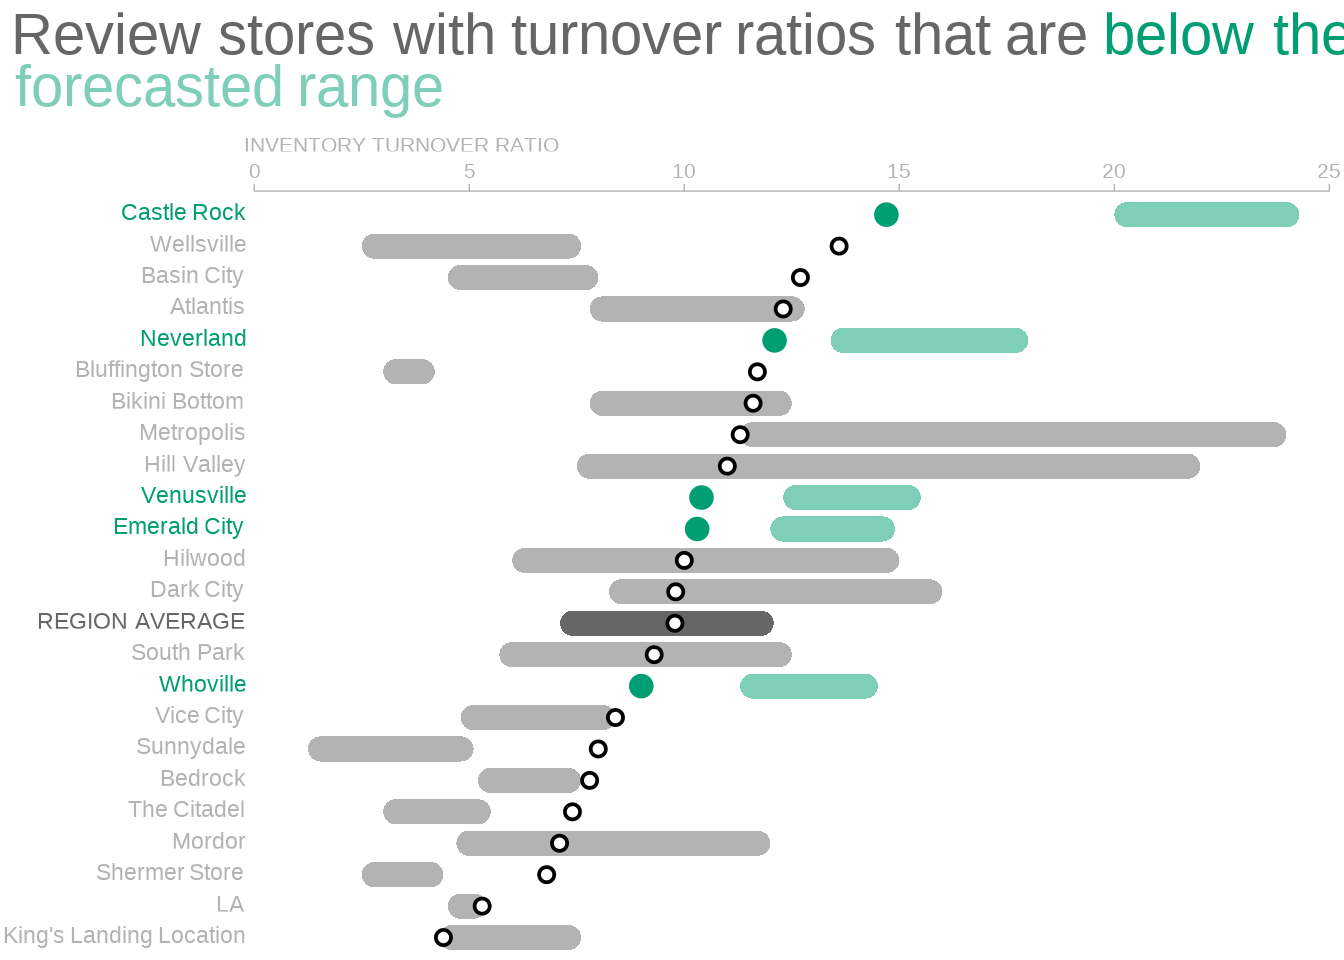 Review stores with turnover ratios that are below the
forecasted range
INVENTORY TURNOVER RATIO
0 5 10 15 20 25
Castle Rock
Wellsville
Basin City
Atlantis
Neverland
Bluffington Store
Bikini Bottom
Metropolis
Hill Valley
Venusville
Emerald City
Hilwood
Dark City
REGION AVERAGE
South Park
Whoville
Vice City
Sunnydale
Bedrock
The Citadel
Mordor
Shermer Store
LA
King's Landing Location